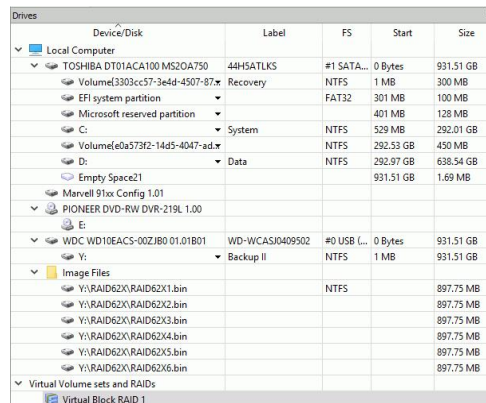 Drives
Device/Disk Label FS Start Size
Local Computer
TOSHIBA DT01ACA100 MS2OA750 44H5ATLKS #1 SATA... 0 Bytes 931.51 GB
Volume{3303cc57-3e4d-4507-87... Recovery NTFS 1 MB 300 MB
EFI system partition FAT32 301 MB 100 MB
Microsoft reserved partition 401 MB 128 MB
C: System NTFS 529 MB 292.01 GB
Volume{e0a573f2-14d5-4047-ad... NTFS 292.53 GB 450 MB
D: Data NTFS 292.97 GB 638.54 GB
Empty Space21 931.51 GB 1.69 MB
Marvell 91xx Config 1.01
PIONEER DVD-RW DVR-219L 1.00
E:
WDC WD10EACS-00ZJB0 01.01B01 WD-WCASJ0409502 #0 USB (... 0 Bytes 931.51 GB
Y: Backup II NTFS 1 MB 931.51 GB
Image Files
Y:\RAID62X\RAID62X1.bin NTFS 897.75 MB
Y:\RAID62X\RAID62X2.bin 897.75 MB
Y:\RAID62X\RAID62X3.bin 897.75 MB
Y:\RAID62X\RAID62X4.bin 897.75 MB
Y:\RAID62X\RAID62X5.bin 897.75 MB
Y:\RAID62X\RAID62X6.bin 897.75 MB
Virtual Volume sets and RAIDs
Virtual Block RAID 1